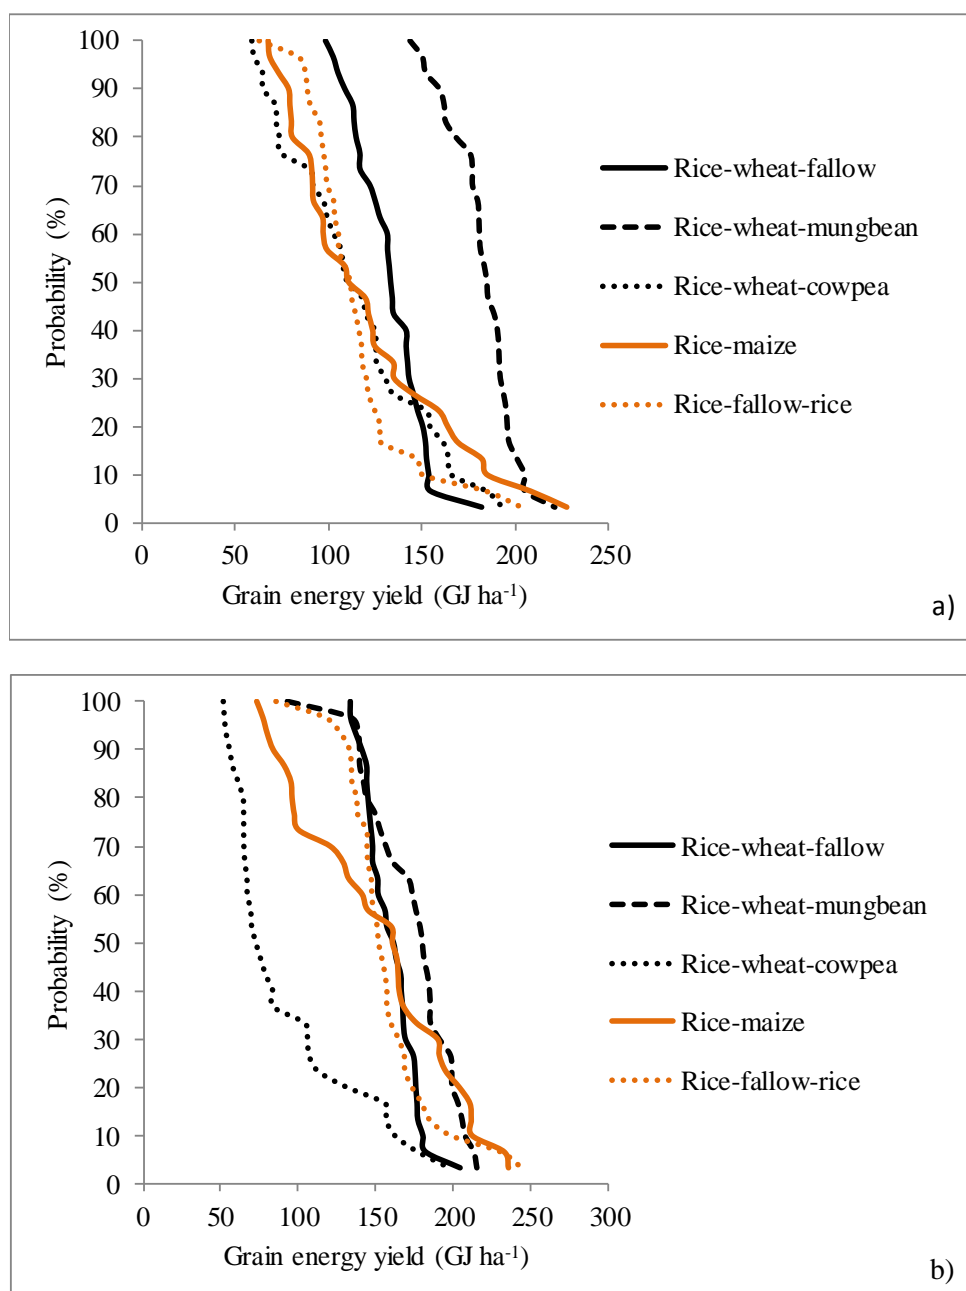 100
90
80
70
60
50
40
30
20
10
0
Probability (%)
0 50 100 150 200 250
Grain energy yield (GJ ha⁻¹)
Rice-wheat-fallow
Rice-wheat-mungbean
Rice-wheat-cowpea
Rice-maize
Rice-fallow-rice
a)
100
90
80
70
60
50
40
30
20
10
0
Probability (%)
0 50 100 150 200 250 300
Grain energy yield (GJ ha⁻¹)
Rice-wheat-fallow
Rice-wheat-mungbean
Rice-wheat-cowpea
Rice-maize
Rice-fallow-rice
b)